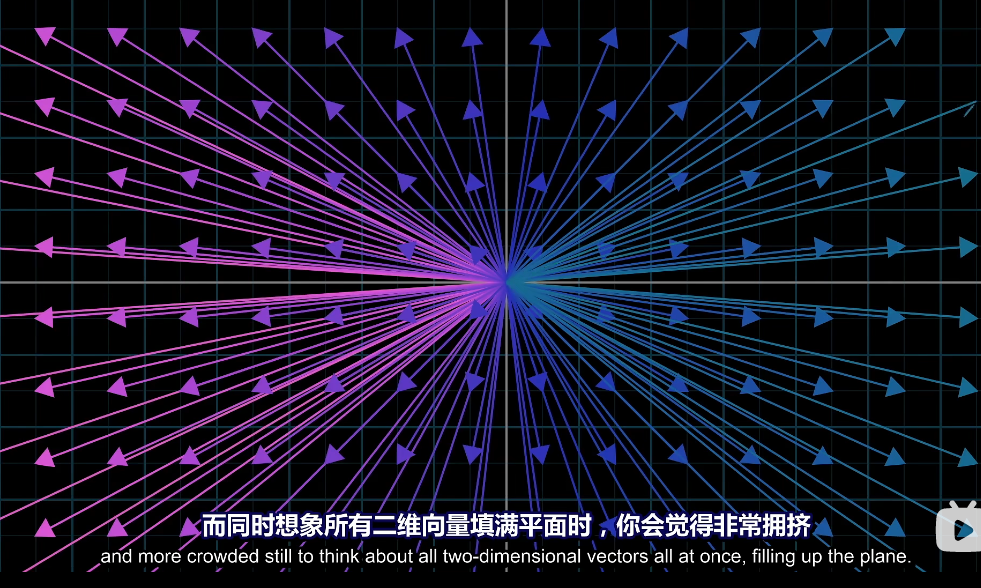 而同时想象所有二维向量填满平面时，你会觉得非常拥挤
and more crowded still to think about all two-dimensional vectors all at once, filling up the plane.